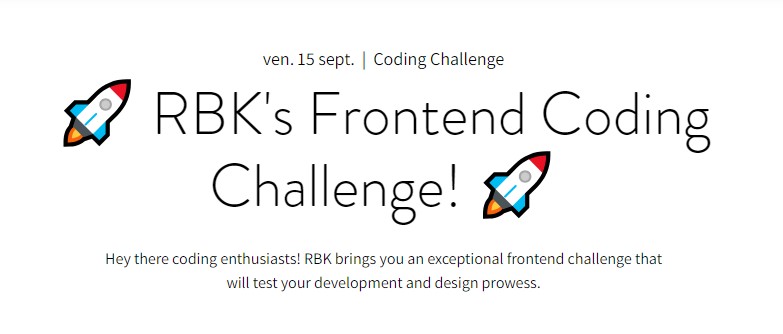 ven. 15 sept. | Coding Challenge
🚀 RBK's Frontend Coding
Challenge! 🚀
Hey there coding enthusiasts! RBK brings you an exceptional frontend challenge that
will test your development and design prowess.